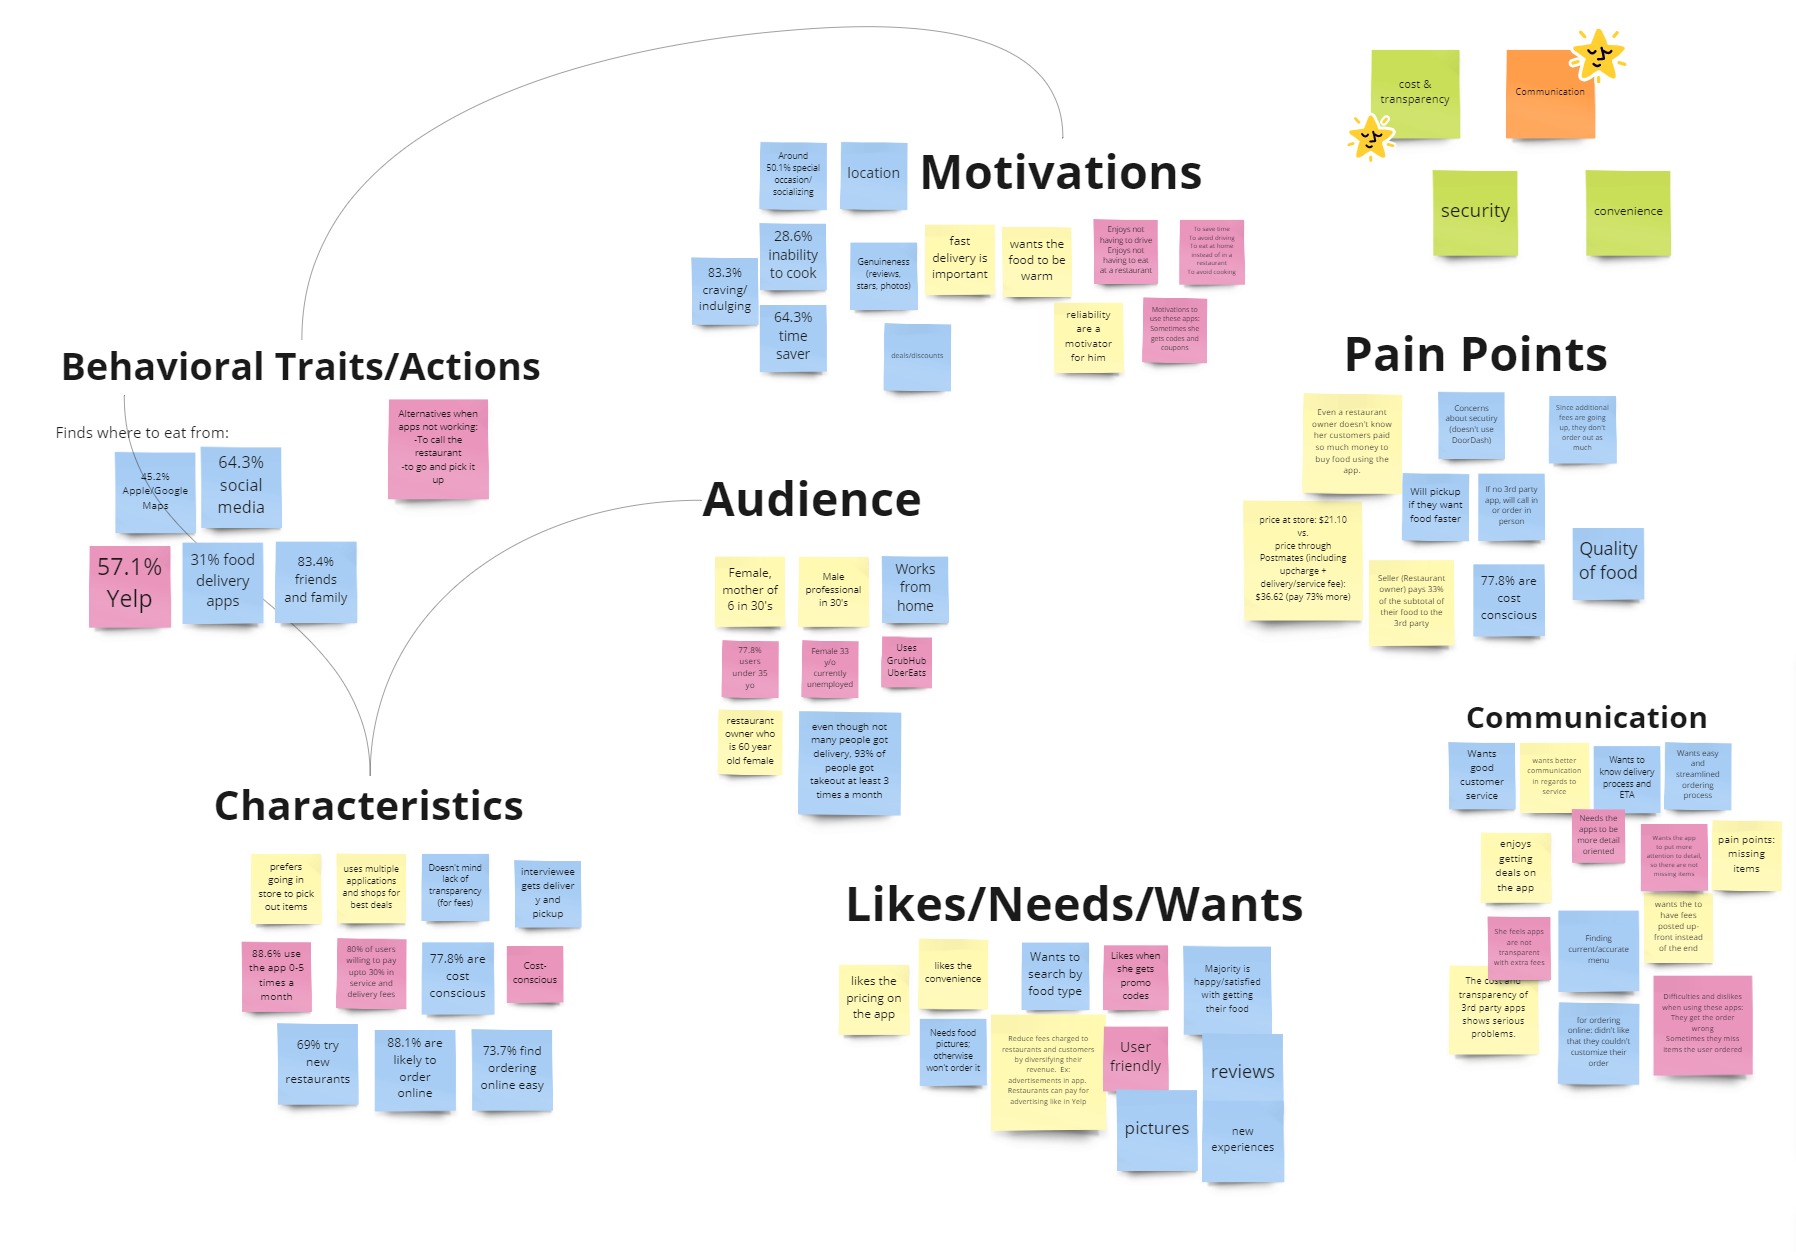 cost &
transparency
Communication
security
convenience
Motivations
Around
50.1% special
occasion/
socializing
location
28.6%
inability
to cook
83.3%
craving/
indulging
64.3%
time
saver
Genuineness
(reviews,
stars, photos)
deals/discounts
fast
delivery is
important
wants the
food to be
warm
Enjoys not
having to drive
Enjoys not
having to eat
at a restaurant
To save time
To avoid driving
To eat at home
instead of in a
restaurant
To avoid cooking
reliability
are a
motivator
for him
Motivations to
use these apps:
Sometimes she
gets codes and
coupons
Behavioral Traits/Actions
Finds where to eat from:
45.2%
Apple/Google
Maps
64.3%
social
media
57.1%
Yelp
31% food
delivery
apps
83.4%
friends
and family
Alternatives when
apps not working:
-To call the
restaurant
-to go and pick it
up
Pain Points
Even a restaurant
owner doesn't know
her customers paid
so much money to
buy food using the
app.
Concerns
about secutiry
(doesn't use
DoorDash)
Since additional
fees are going
up, they don't
order out as
much
Will pickup
if they want
food faster
If no 3rd party
app, will call in
or order in
person
price at store: $21.10
vs.
price through
Postmates (including
upcharge +
delivery/service fee):
$36.62 (pay 73% more)
Seller (Restaurant
owner) pays 33%
of the subtotal of
their food to the
3rd party
77.8% are
cost
conscious
Quality
of food
Audience
Female,
mother of
6 in 30's
Male
professional
in 30's
Works
from
home
77.8%
users
under 35
yo
Female 33
y/o
currently
unemployed
Uses
GrubHub
UberEats
restaurant
owner who
is 60 year
old female
even though not
many people got
delivery, 93% of
people got
takeout at least 3
times a month
Characteristics
prefers
going in
store to pick
out items
uses multiple
applications
and shops for
best deals
Doesn't mind
lack of
transparency
(for fees)
interviewee
gets deliver
y and
pickup
88.6% use
the app 0-5
times a
month
80% of users
willing to pay
upto 30% in
service and
delivery fees
77.8% are
cost
conscious
Cost-
conscious
69% try
new
restaurants
88.1% are
likely to
order
online
73.7% find
ordering
online easy
Likes/Needs/Wants
likes the
pricing on
the app
likes the
convenience
Wants to
search by
food type
Likes when
she gets
promo
codes
Majority is
happy/satisfied
with getting
their food
Needs food
pictures;
otherwise
won't order it
Reduce fees charged to
restaurants and customers
by diversifying their
revenue. Ex:
advertisements in app.
Restaurants can pay for
advertising like in Yelp
User
friendly
reviews
pictures
new
experiences
Communication
Wants
good
customer
service
wants better
communication
in regards to
service
Wants to
know delivery
process and
ETA
Wants easy
and
streamlined
ordering
process
enjoys
getting
deals on
the app
Needs the
apps to be
more detail
oriented
Wants the app
to put more
attention to detail,
so there are not
missing items
pain points:
missing
items
She feels apps
are not
transparent
with extra fees
Finding
current/accurate
menu
wants the to
have fees
posted up-
front instead
of the end
The cost and
transparency of
3rd party apps
shows serious
problems.
for ordering
online: didn't like
that they couldn't
customize their
order
Difficulties and dislikes
when using these apps:
They get the order
wrong
Sometimes they miss
items the user ordered